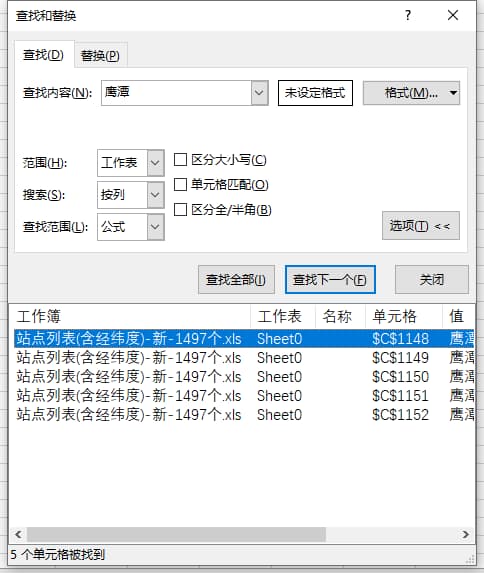 查找和替换 ?
查找(D) 替换(P)
查找内容(N): 鹰潭 未设定格式 格式(M)...
范围(H): 工作表 区分大小写(C)
搜索(S): 按列 单元格匹配(O)
查找范围(L): 公式 区分全/半角(B)
选项(T) <<
查找全部(I) 查找下一个(F) 关闭
工作簿 工作表 名称 单元格 值
站点列表(含经纬度)-新-1497个.xls Sheet0 $C$1148 鹰潭
站点列表(含经纬度)-新-1497个.xls Sheet0 $C$1149 鹰潭
站点列表(含经纬度)-新-1497个.xls Sheet0 $C$1150 鹰潭
站点列表(含经纬度)-新-1497个.xls Sheet0 $C$1151 鹰潭
站点列表(含经纬度)-新-1497个.xls Sheet0 $C$1152 鹰潭
5 个单元格被找到